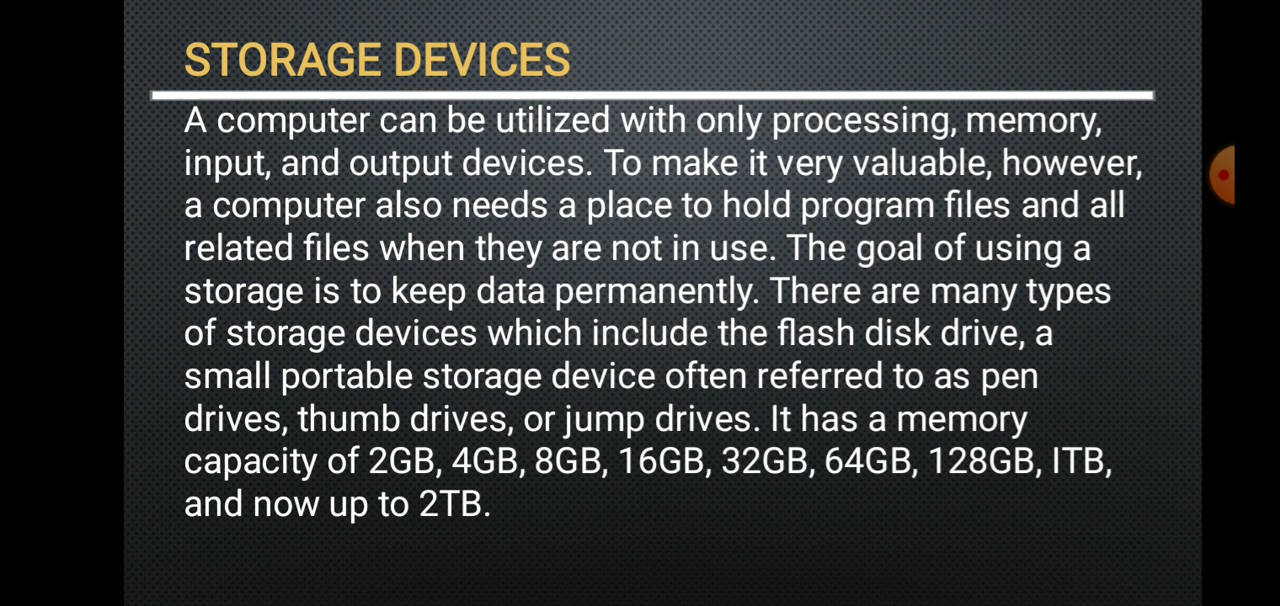 STORAGE DEVICES
A computer can be utilized with only processing, memory,
input, and output devices. To make it very valuable, however,
a computer also needs a place to hold program files and all
related files when they are not in use. The goal of using a
storage is to keep data permanently. There are many types
of storage devices which include the flash disk drive, a
small portable storage device often referred to as pen
drives, thumb drives, or jump drives. It has a memory
capacity of 2GB, 4GB, 8GB, 16GB, 32GB, 64GB, 128GB, ITB,
and now up to 2TB.